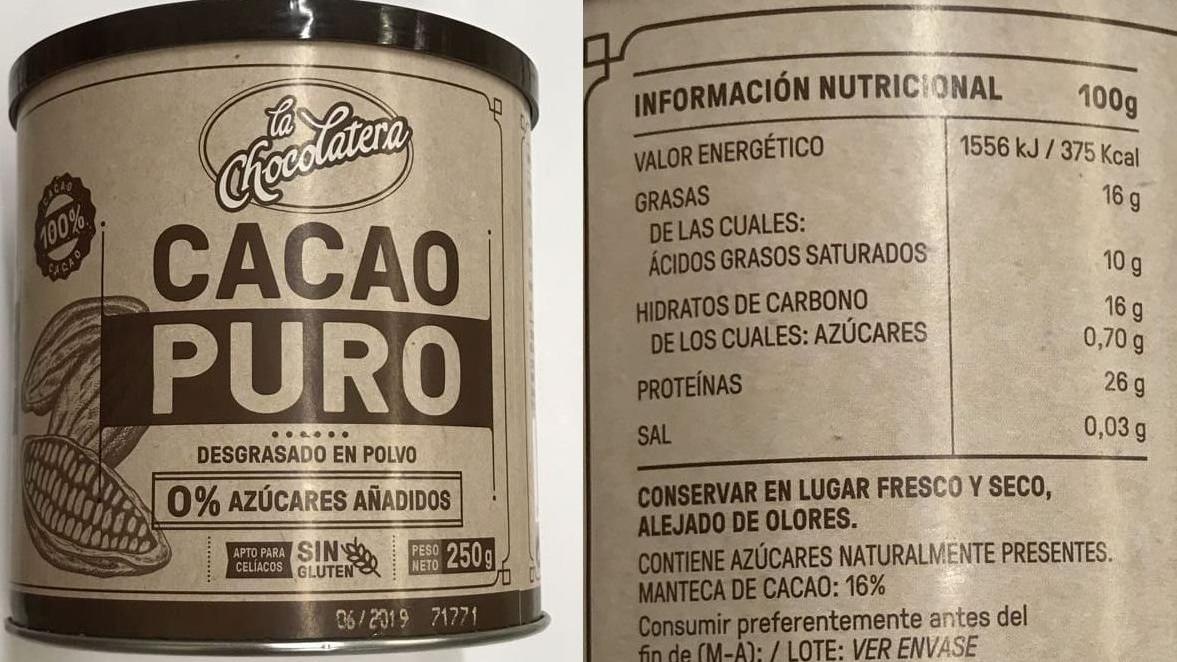 la
Chocolatera
CACAO
100%
CACAO
CACAO
PURO
DESGRASADO EN POLVO
0% AZÚCARES AÑADIDOS
APTO PARA
CELÍACOS
SIN
GLUTEN
PESO
NETO
250g
06/2019 71771
INFORMACIÓN NUTRICIONAL 100g
VALOR ENERGÉTICO 1556 kJ / 375 Kcal
GRASAS 16 g
DE LAS CUALES:
ÁCIDOS GRASOS SATURADOS 10 g
HIDRATOS DE CARBONO 16 g
DE LOS CUALES: AZÚCARES 0,70 g
PROTEÍNAS 26 g
SAL 0,03 g
CONSERVAR EN LUGAR FRESCO Y SECO,
ALEJADO DE OLORES.
CONTIENE AZÚCARES NATURALMENTE PRESENTES.
MANTECA DE CACAO: 16%
Consumir preferentemente antes del
fin de (M-A): / LOTE: VER ENVASE